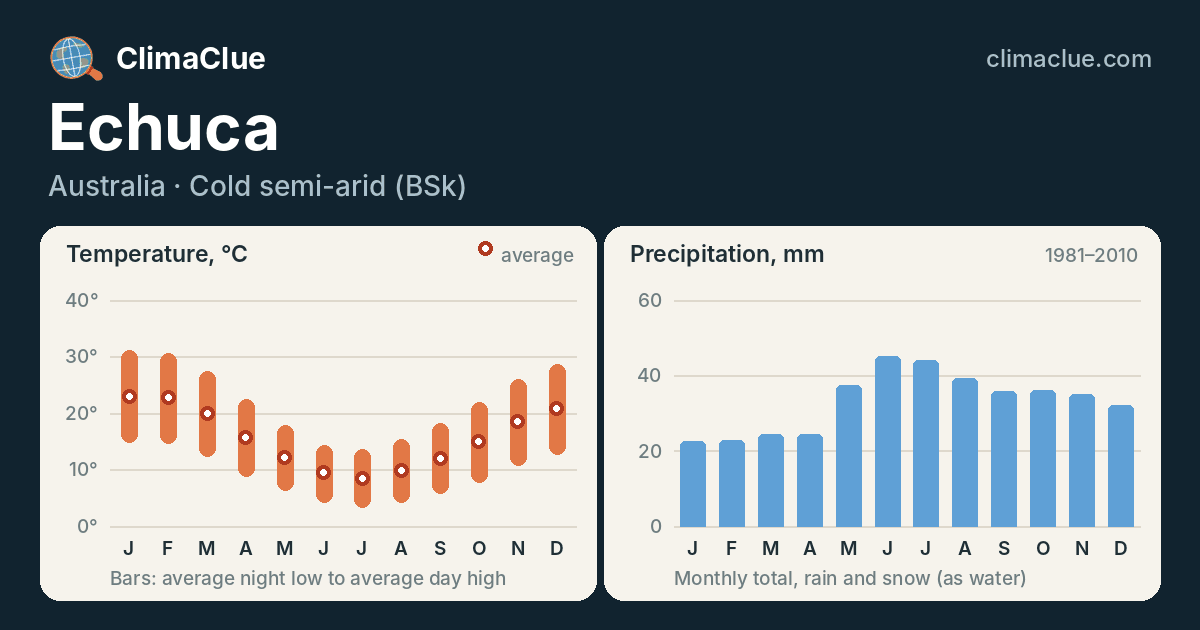 ClimaClue
climaclue.com
Echuca
Australia · Cold semi-arid (BSk)
Temperature, °C
average
40°
30°
20°
10°
0°
J F M A M J J A S O N D
Bars: average night low to average day high
Precipitation, mm
1981–2010
60
40
20
0
J F M A M J J A S O N D
Monthly total, rain and snow (as water)